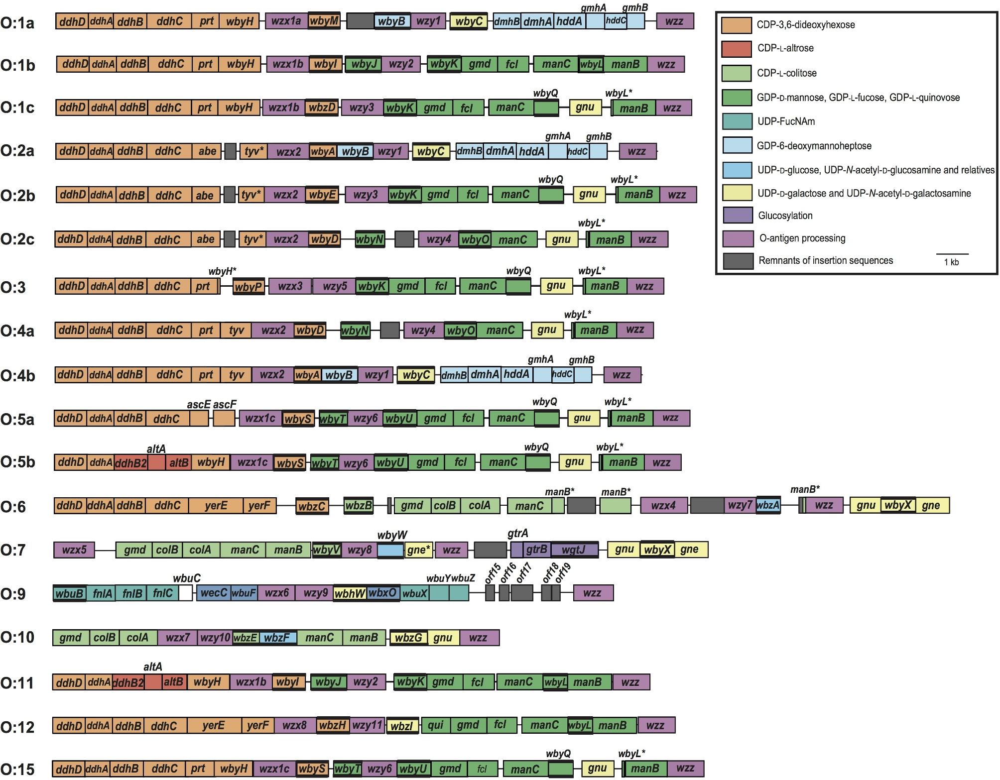 gmhA gmhB
O:1a ddhD ddhA ddhB ddhC prt wbyH wzx1a wbyM wbyB wzy1 wbyC dmhB dmhA hddA hddC wzz
O:1b ddhD ddhA ddhB ddhC prt wbyH wzx1b wbyI wbyJ wzy2 wbyK gmd fcl manC wbyL manB wzz
wbyQ wbyL*
O:1c ddhD ddhA ddhB ddhC prt wbyH wzx1b wbzD wzy3 wbyK gmd fcl manC gnu manB wzz
gmhA gmhB
O:2a ddhD ddhA ddhB ddhC abe tyv* wzx2 wbyA wbyB wzy1 wbyC dmhB dmhA hddA hddC wzz
wbyQ wbyL*
O:2b ddhD ddhA ddhB ddhC abe tyv* wzx2 wbyE wzy3 wbyK gmd fcl manC gnu manB wzz
wbyL*
O:2c ddhD ddhA ddhB ddhC abe tyv* wzx2 wbyD wbyN wzy4 wbyO manC gnu manB wzz
wbyH* wbyQ wbyL*
O:3 ddhD ddhA ddhB ddhC prt wbyP wzx3 wzy5 wbyK gmd fcl manC gnu manB wzz
wbyL*
O:4a ddhD ddhA ddhB ddhC prt tyv wzx2 wbyD wbyN wzy4 wbyO manC gnu manB wzz
gmhA gmhB
O:4b ddhD ddhA ddhB ddhC prt tyv wzx2 wbyA wbyB wzy1 wbyC dmhB dmhA hddA hddC wzz
ascE ascF wbyQ wbyL*
O:5a ddhD ddhA ddhB ddhC wzx1c wbyS wbyT wzy6 wbyU gmd fcl manC gnu manB wzz
altA wbyQ wbyL*
O:5b ddhD ddhA ddhB2 altB wbyH wzx1c wbyS wbyT wzy6 wbyU gmd fcl manC gnu manB wzz
manB* manB* manB*
O:6 ddhD ddhA ddhB ddhC yerE yerF wbzC wbzB gmd colB colA manC wzx4 wzy7 wbzA wzz gnu wbyX gne
wbyW gtrA
O:7 wzx5 gmd colB colA manC manB wbyV wzy8 gne* wzz gtrB wgtJ gnu wbyX gne
wbuC wbuY wbuZ orf15 orf16 orf17 orf18 orf19
O:9 wbuB fnlA fnlB fnlC wecC wbuF wzx6 wzy9 wbhW wbxO wbuX wzz
O:10 gmd colB colA wzx7 wzy10 wbzE wbzF manC manB wbzG gnu wzz
altA
O:11 ddhD ddhA ddhB2 altB wbyH wzx1b wbyI wbyJ wzy2 wbyK gmd fcl manC wbyL manB wzz
O:12 ddhD ddhA ddhB ddhC yerE yerF wzx8 wbzH wzy11 wbzI qui gmd fcl manC wbyL manB wzz
wbyQ wbyL*
O:15 ddhD ddhA ddhB ddhC prt wbyH wzx1c wbyS wbyT wzy6 wbyU gmd fcl manC gnu manB wzz
CDP-3,6-dideoxyhexose
CDP-L-altrose
CDP-L-colitose
GDP-D-mannose, GDP-L-fucose, GDP-L-quinovose
UDP-FucNAm
GDP-6-deoxymannoheptose
UDP-D-glucose, UDP-N-acetyl-D-glucosamine and relatives
UDP-D-galactose and UDP-N-acetyl-D-galactosamine
Glucosylation
O-antigen processing
Remnants of insertion sequences
1 kb